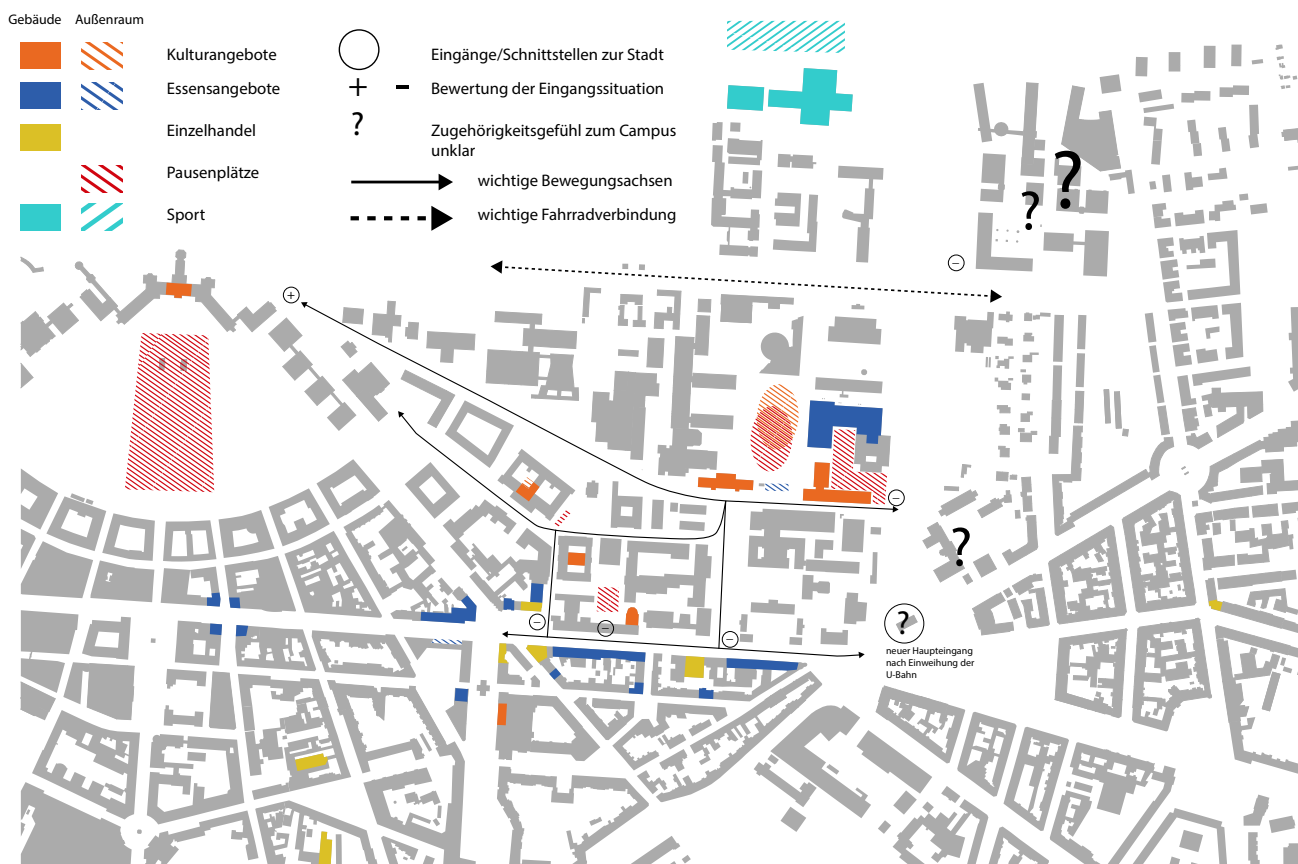 Gebäude Außenraum
Kulturangebote
Essensangebote
Einzelhandel
Pausenplätze
Sport
Eingänge/Schnittstellen zur Stadt
+ - Bewertung der Eingangssituation
? Zugehörigkeitsgefühl zum Campus
unklar
wichtige Bewegungsachsen
wichtige Fahrradverbindung
?
?
−
+
−
?
−
−
−
?
neuer Haupteingang
nach Einweihung der
U-Bahn